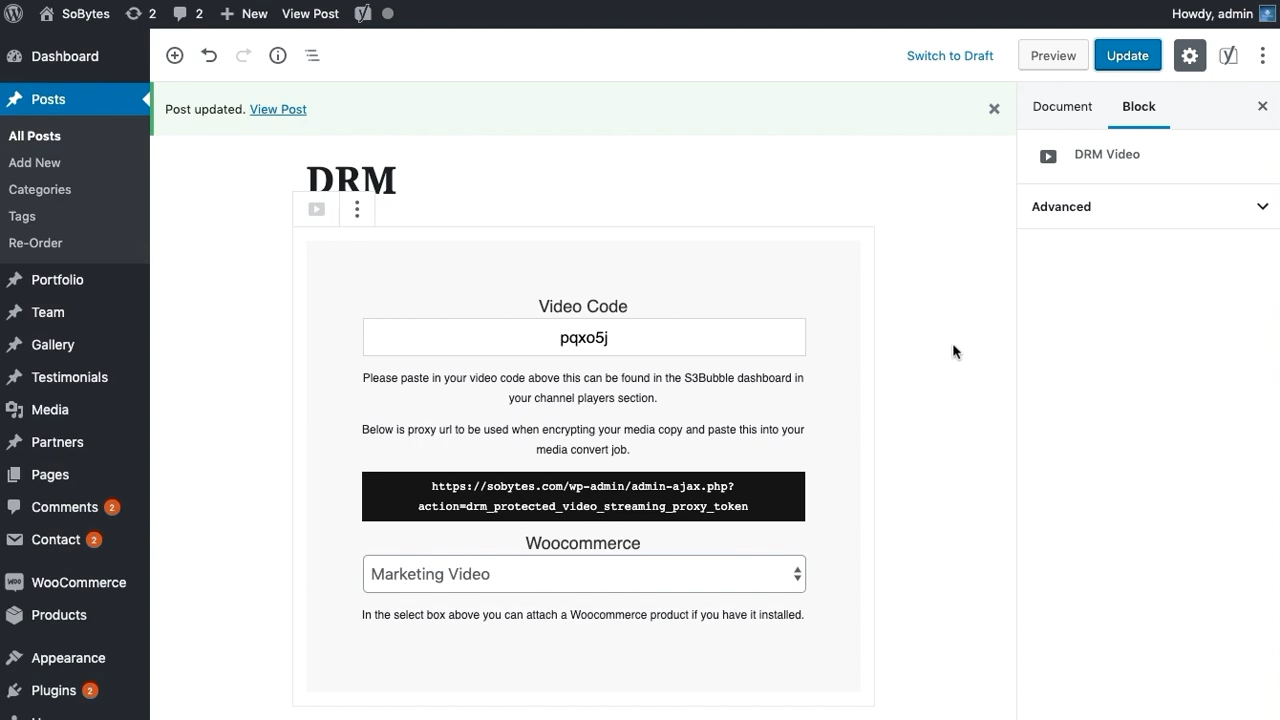 SoBytes 2 2 New View Post Howdy, admin
Dashboard
Posts
All Posts
Add New
Categories
Tags
Re-Order
Portfolio
Team
Gallery
Testimonials
Media
Partners
Pages
Comments 2
Contact 2
WooCommerce
Products
Appearance
Plugins 2
Switch to Draft Preview Update
Post updated. View Post
DRM
Video Code
pqxo5j
Please paste in your video code above this can be found in the S3Bubble dashboard in
your channel players section.
Below is proxy url to be used when encrypting your media copy and paste this into your
media convert job.
https://sobytes.com/wp-admin/admin-ajax.php?
action=drm_protected_video_streaming_proxy_token
Woocommerce
Marketing Video
In the select box above you can attach a Woocommerce product if you have it installed.
Document Block
DRM Video
Advanced